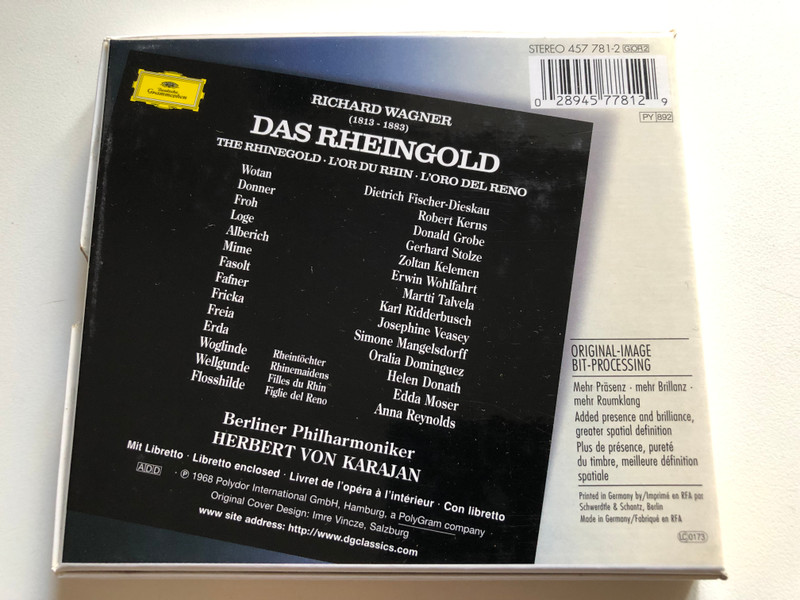 STEREO 457 781-2 GOR2
0 28945 77812 9
PY 892
Deutsche
Grammophon
RICHARD WAGNER
(1813 - 1883)
DAS RHEINGOLD
THE RHINEGOLD · L'OR DU RHIN · L'ORO DEL RENO
Wotan Dietrich Fischer-Dieskau
Donner Robert Kerns
Froh Donald Grobe
Loge Gerhard Stolze
Alberich Zoltan Kelemen
Mime Erwin Wohlfahrt
Fasolt Martti Talvela
Fafner Karl Ridderbusch
Fricka Josephine Veasey
Freia Simone Mangelsdorff
Erda Oralia Dominguez
Woglinde Helen Donath
Wellgunde Edda Moser
Flosshilde Anna Reynolds
Rheintöchter
Rhinemaidens
Filles du Rhin
Figlie del Reno
Berliner Philharmoniker
HERBERT VON KARAJAN
Mit Libretto · Libretto enclosed · Livret de l'opéra à l'intérieur · Con libretto
ADD · ℗ 1968 Polydor International GmbH, Hamburg, a PolyGram company
Original Cover Design: Imre Vincze, Salzburg
www site address: http://www.dgclassics.com
ORIGINAL-IMAGE
BIT-PROCESSING
Mehr Präsenz · mehr Brillanz ·
mehr Raumklang
Added presence and brilliance,
greater spatial definition
Plus de présence, pureté
du timbre, meilleure définition
spatiale
Printed in Germany by/Imprimé en RFA par
Schwerdtle & Schantz, Berlin
Made in Germany/Fabriqué en RFA
LC 0173